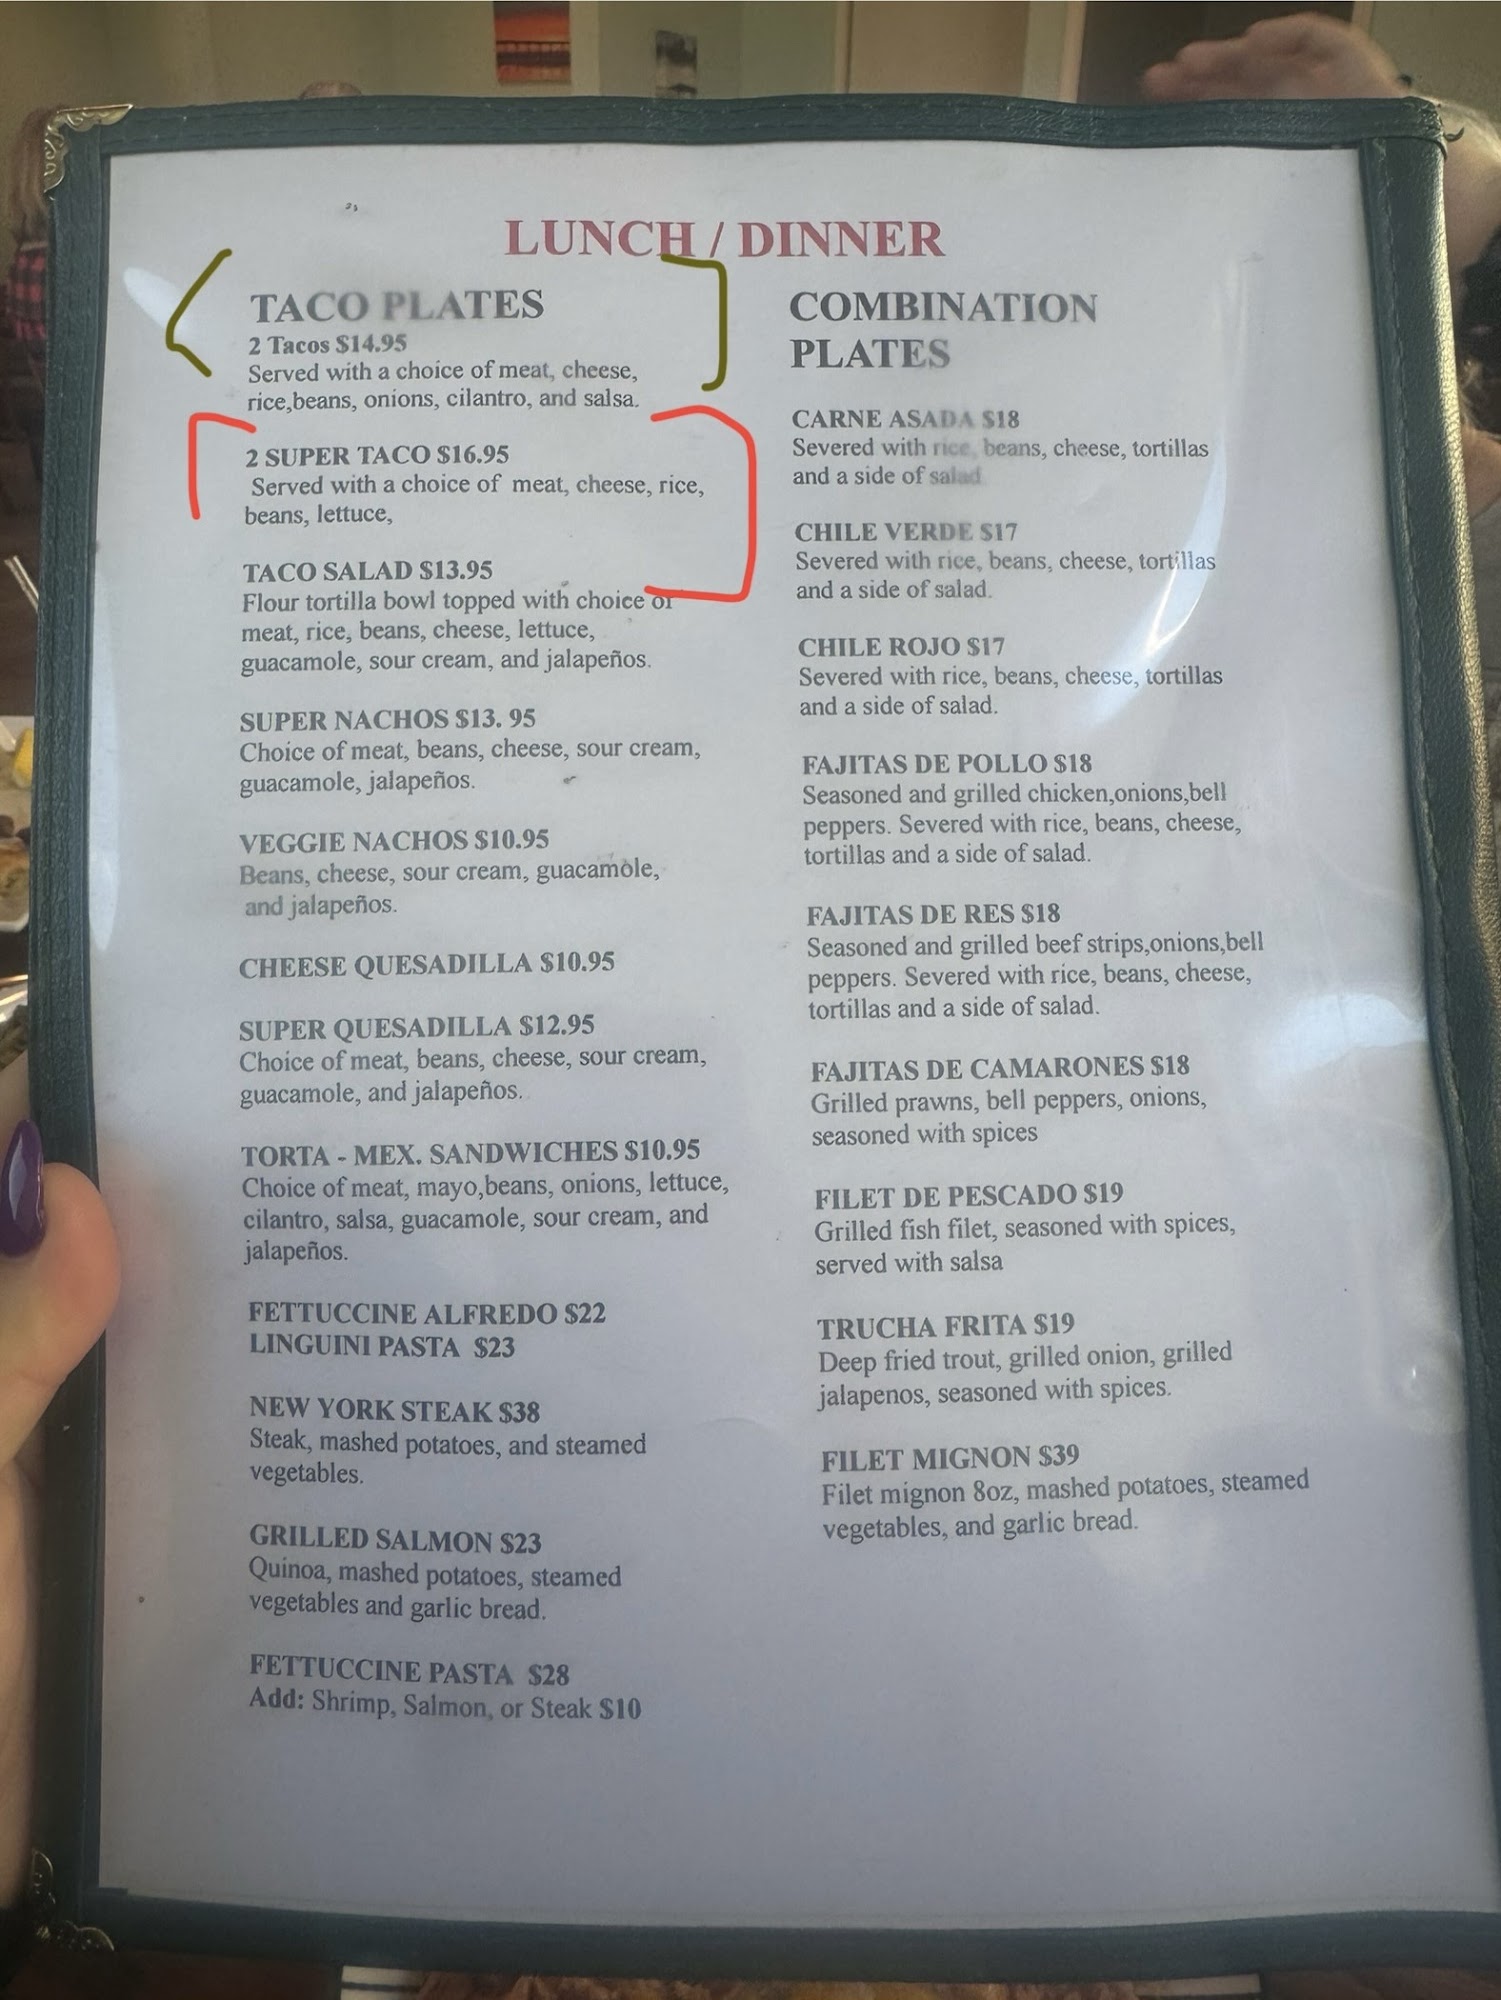 LUNCH / DINNER
TACO PLATES
2 Tacos $14.95
Served with a choice of meat, cheese,
rice,beans, onions, cilantro, and salsa.
2 SUPER TACO $16.95
Served with a choice of meat, cheese, rice,
beans, lettuce,
TACO SALAD $13.95
Flour tortilla bowl topped with choice of
meat, rice, beans, cheese, lettuce,
guacamole, sour cream, and jalapeños.
SUPER NACHOS $13. 95
Choice of meat, beans, cheese, sour cream,
guacamole, jalapeños.
VEGGIE NACHOS $10.95
Beans, cheese, sour cream, guacamole,
and jalapeños.
CHEESE QUESADILLA $10.95
SUPER QUESADILLA $12.95
Choice of meat, beans, cheese, sour cream,
guacamole, and jalapeños.
TORTA - MEX. SANDWICHES $10.95
Choice of meat, mayo,beans, onions, lettuce,
cilantro, salsa, guacamole, sour cream, and
jalapeños.
FETTUCCINE ALFREDO $22
LINGUINI PASTA $23
NEW YORK STEAK $38
Steak, mashed potatoes, and steamed
vegetables.
GRILLED SALMON $23
Quinoa, mashed potatoes, steamed
vegetables and garlic bread.
FETTUCCINE PASTA $28
Add: Shrimp, Salmon, or Steak $10
COMBINATION
PLATES
CARNE ASADA $18
Severed with rice, beans, cheese, tortillas
and a side of salad
CHILE VERDE $17
Severed with rice, beans, cheese, tortillas
and a side of salad.
CHILE ROJO $17
Severed with rice, beans, cheese, tortillas
and a side of salad.
FAJITAS DE POLLO $18
Seasoned and grilled chicken,onions,bell
peppers. Severed with rice, beans, cheese,
tortillas and a side of salad.
FAJITAS DE RES $18
Seasoned and grilled beef strips,onions,bell
peppers. Severed with rice, beans, cheese,
tortillas and a side of salad.
FAJITAS DE CAMARONES $18
Grilled prawns, bell peppers, onions,
seasoned with spices
FILET DE PESCADO $19
Grilled fish filet, seasoned with spices,
served with salsa
TRUCHA FRITA $19
Deep fried trout, grilled onion, grilled
jalapenos, seasoned with spices.
FILET MIGNON $39
Filet mignon 8oz, mashed potatoes, steamed
vegetables, and garlic bread.